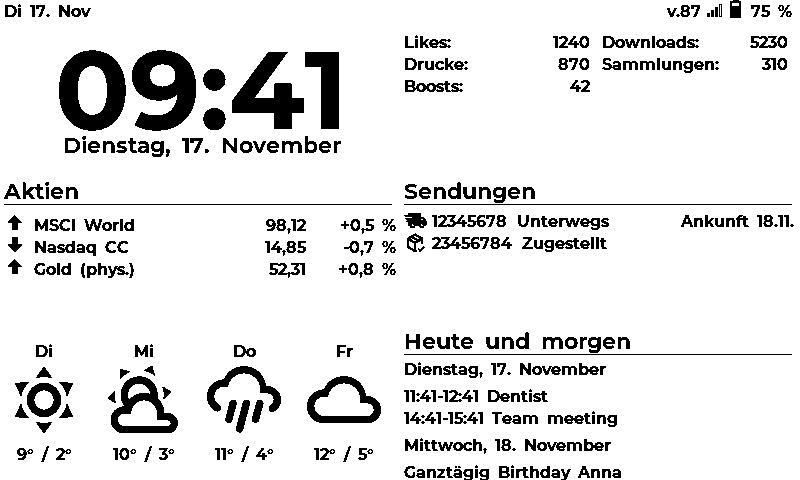 Di 17. Nov
v.87 75 %
09:41
Dienstag, 17. November
Likes: 1240 Downloads: 5230
Drucke: 870 Sammlungen: 310
Boosts: 42
Aktien
MSCI World 98,12 +0,5 %
Nasdaq CC 14,85 -0,7 %
Gold (phys.) 52,31 +0,8 %
Sendungen
12345678 Unterwegs Ankunft 18.11.
23456784 Zugestellt
Di Mi Do Fr
9° / 2° 10° / 3° 11° / 4° 12° / 5°
Heute und morgen
Dienstag, 17. November
11:41-12:41 Dentist
14:41-15:41 Team meeting
Mittwoch, 18. November
Ganztägig Birthday Anna